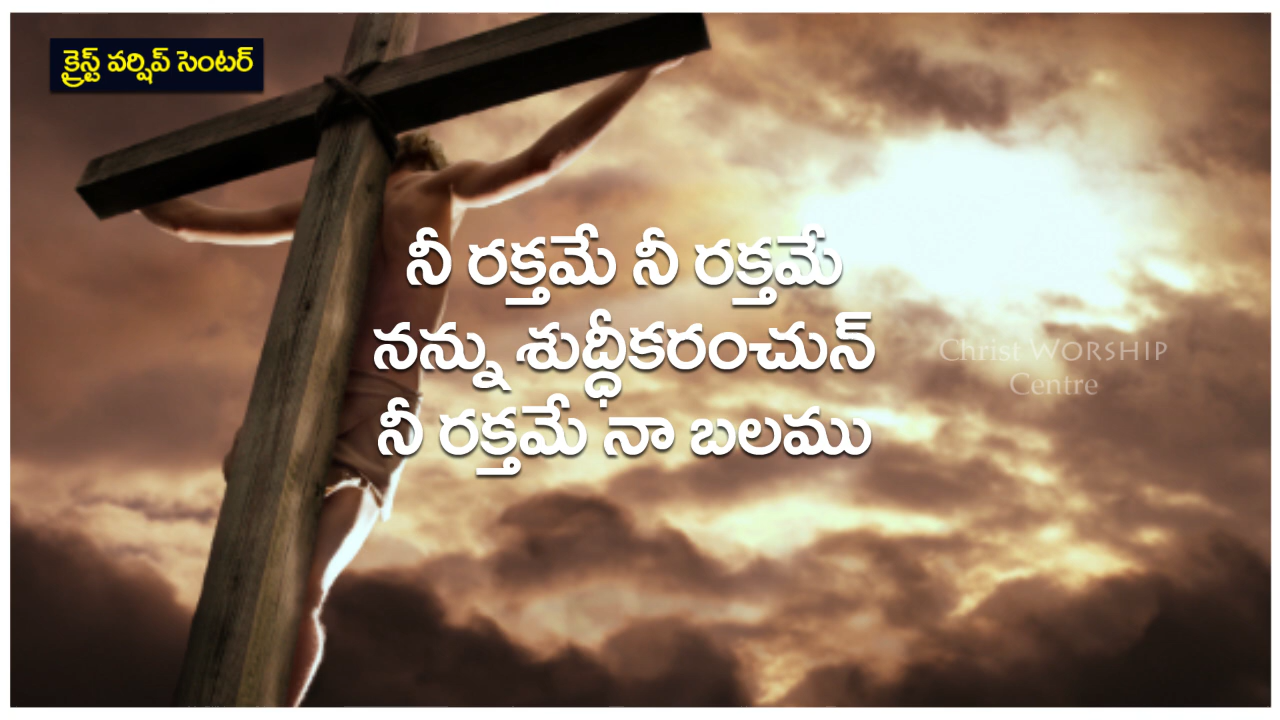 క్రైస్ట్ వర్షిప్ సెంటర్
నీ రక్తమే నీ రక్తమే
నన్ను శుద్ధీకరంచున్
నీ రక్తమే నా బలము
Christ WORSHIP
Centre